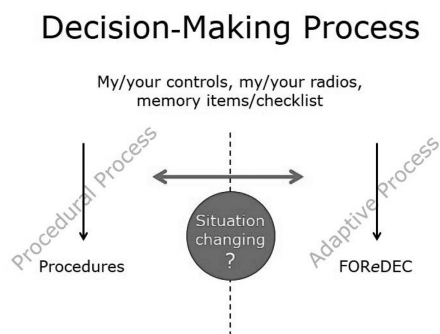 Decision-Making Process
My/your controls, my/your radios,
memory items/checklist
Procedural Process
Adaptive Process
Situation
changing
?
Procedures
FOReDEC